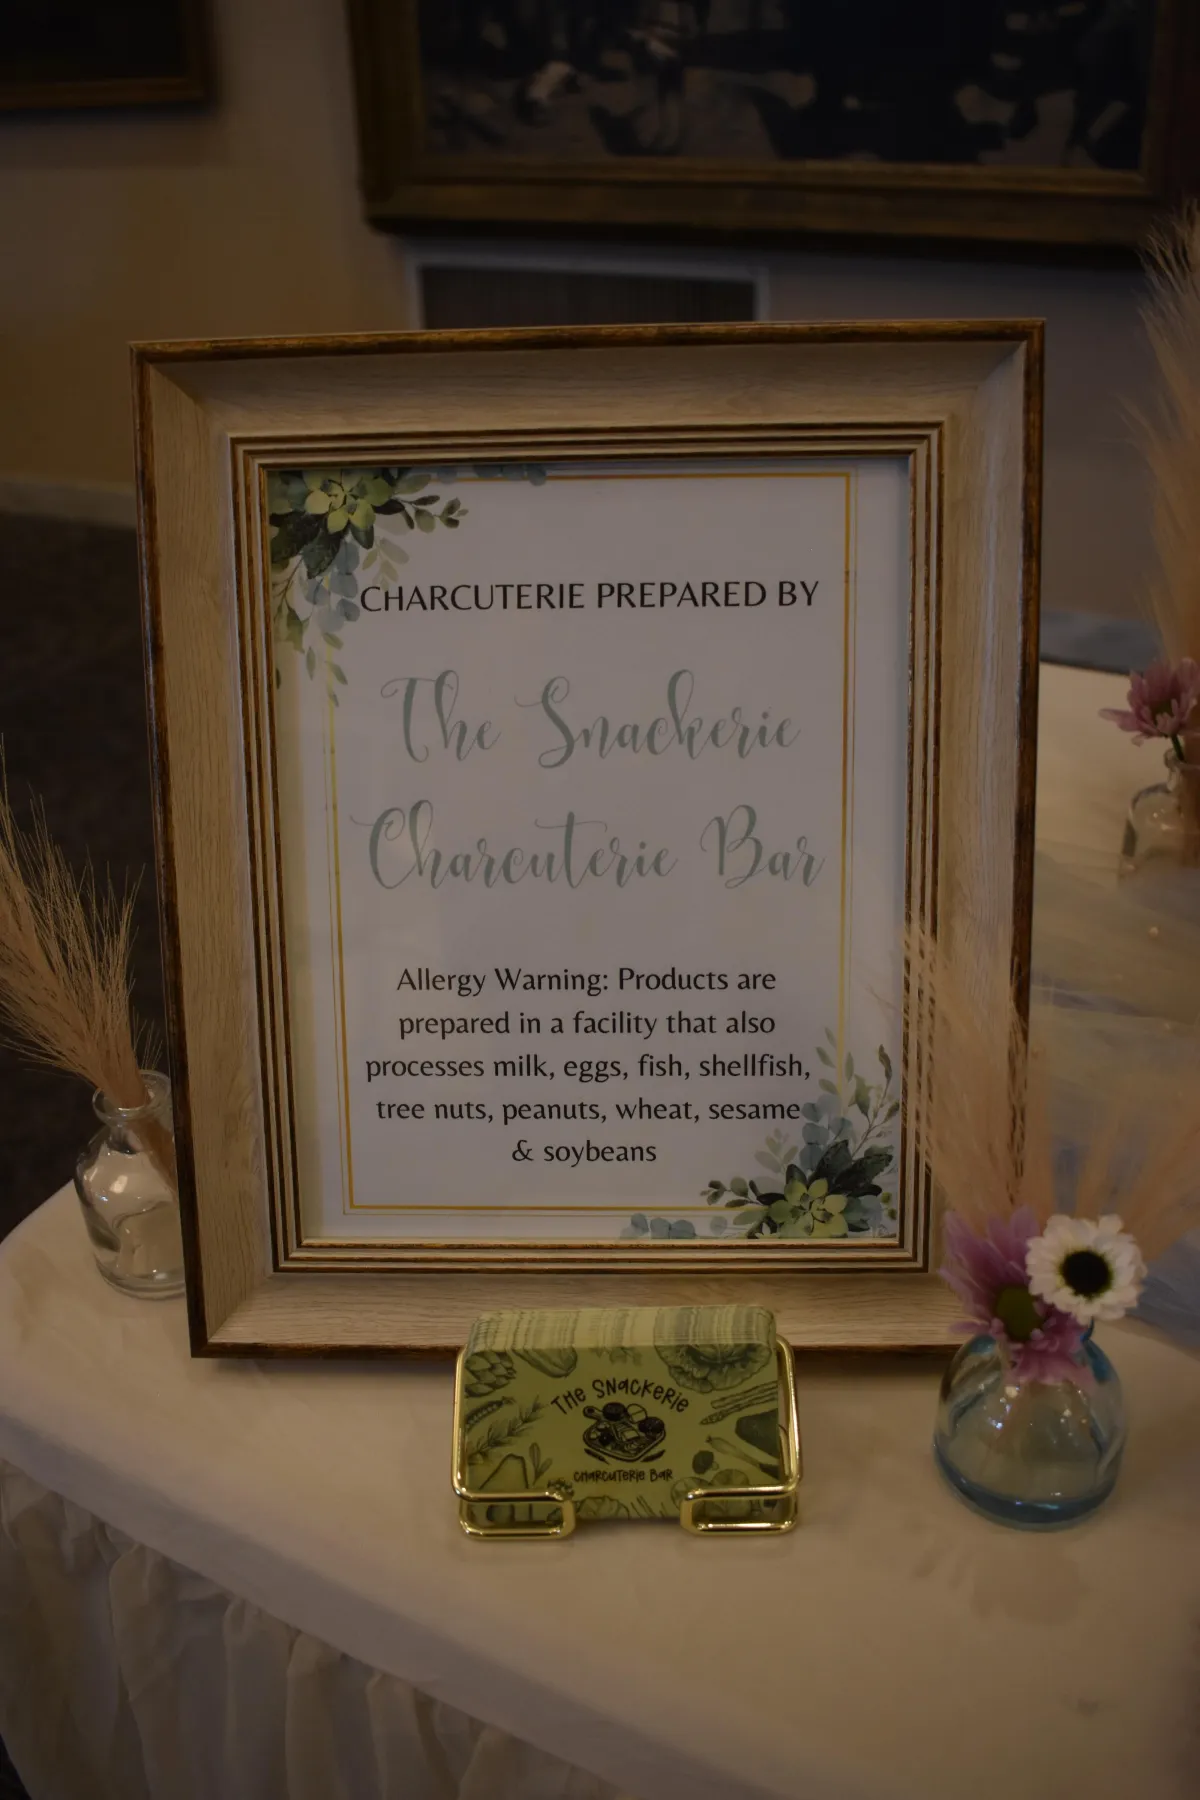 CHARCUTERIE PREPARED BY
The Snackerie
Charcuterie Bar
Allergy Warning: Products are
prepared in a facility that also
processes milk, eggs, fish, shellfish,
tree nuts, peanuts, wheat, sesame
& soybeans
THE SNACKERIE
CHARCUTERIE BAR